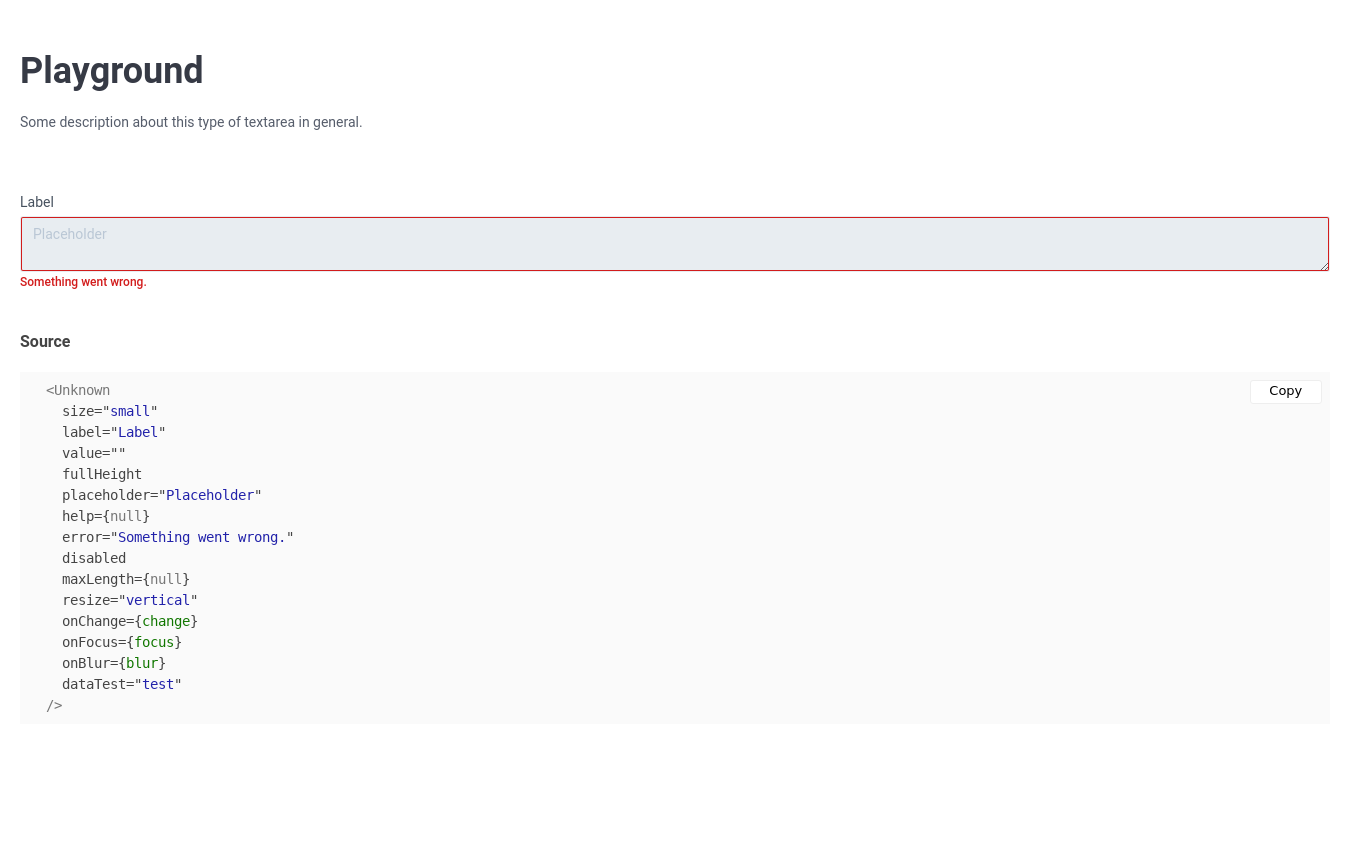 Playground
Some description about this type of textarea in general.
Label
Placeholder
Something went wrong.
Source
Copy
<Unknown
  size="small"
  label="Label"
  value=""
  fullHeight
  placeholder="Placeholder"
  help={null}
  error="Something went wrong."
  disabled
  maxLength={null}
  resize="vertical"
  onChange={change}
  onFocus={focus}
  onBlur={blur}
  dataTest="test"
/>